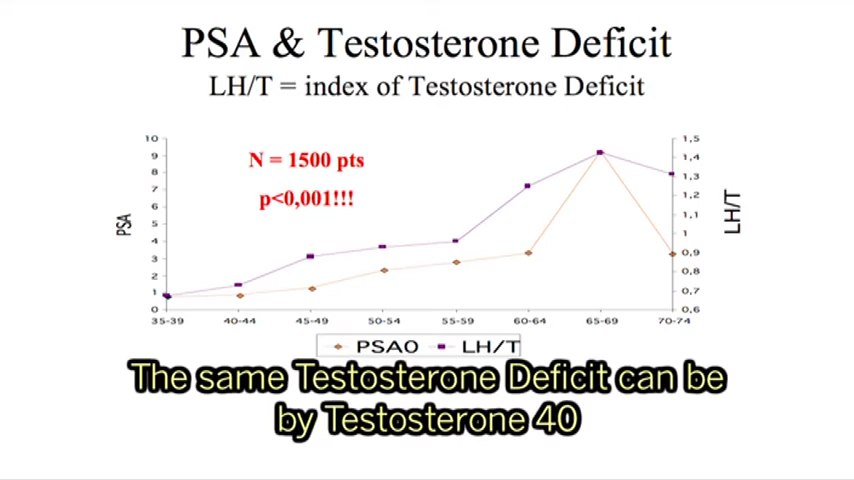 PSA & Testosterone Deficit
LH/T = index of Testosterone Deficit
N = 1500 pts
p<0,001!!!
PSA
10
9
8
7
6
5
4
3
2
1
0
1,5
1,4
1,3
1,2
1,1
1
0,9
0,8
0,7
0,6
LH/T
35-39 40-44 45-49 50-54 55-59 60-64 65-69 70-74
PSA0 LH/T
The same Testosterone Deficit can be
by Testosterone 40